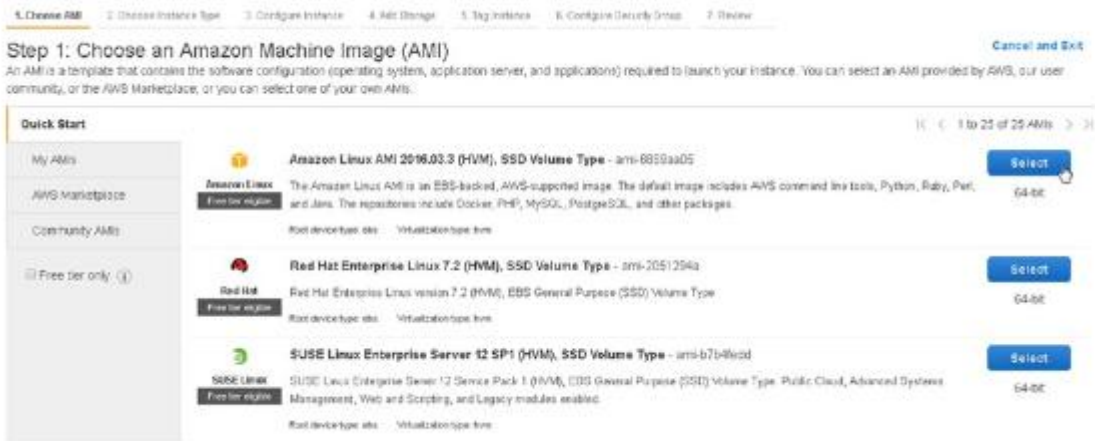 1. Choose AMI 2. Choose Instance Type 3. Configure Instance 4. Add Storage 5. Tag Instance 6. Configure Security Group 7. Review
Step 1: Choose an Amazon Machine Image (AMI)
Cancel and Exit
An AMI is a template that contains the software configuration (operating system, application server, and applications) required to launch your instance. You can select an AMI provided by AWS, our user
community, or the AWS Marketplace; or you can select one of your own AMIs.
Quick Start
1 to 25 of 25 AMIs
My AMIs
AWS Marketplace
Community AMIs
Free tier only
Amazon Linux
Free tier eligible
Amazon Linux AMI 2016.03.3 (HVM), SSD Volume Type - ami-6869aa05
The Amazon Linux AMI is an EBS-backed, AWS-supported image. The default image includes AWS command line tools, Python, Ruby, Perl,
and Java. The repositories include Docker, PHP, MySQL, PostgreSQL, and other packages.
Root device type: ebs Virtualization type: hvm
Select
64-bit
Red Hat
Free tier eligible
Red Hat Enterprise Linux 7.2 (HVM), SSD Volume Type - ami-2051294a
Red Hat Enterprise Linux version 7.2 (HVM), EBS General Purpose (SSD) Volume Type
Root device type: ebs Virtualization type: hvm
Select
64-bit
SUSE Linux
Free tier eligible
SUSE Linux Enterprise Server 12 SP1 (HVM), SSD Volume Type - ami-b7b4fedd
SUSE Linux Enterprise Server 12 Service Pack 1 (HVM), EBS General Purpose (SSD) Volume Type. Public Cloud, Advanced Systems
Management, Web and Scripting, and Legacy modules enabled.
Root device type: ebs Virtualization type: hvm
Select
64-bit